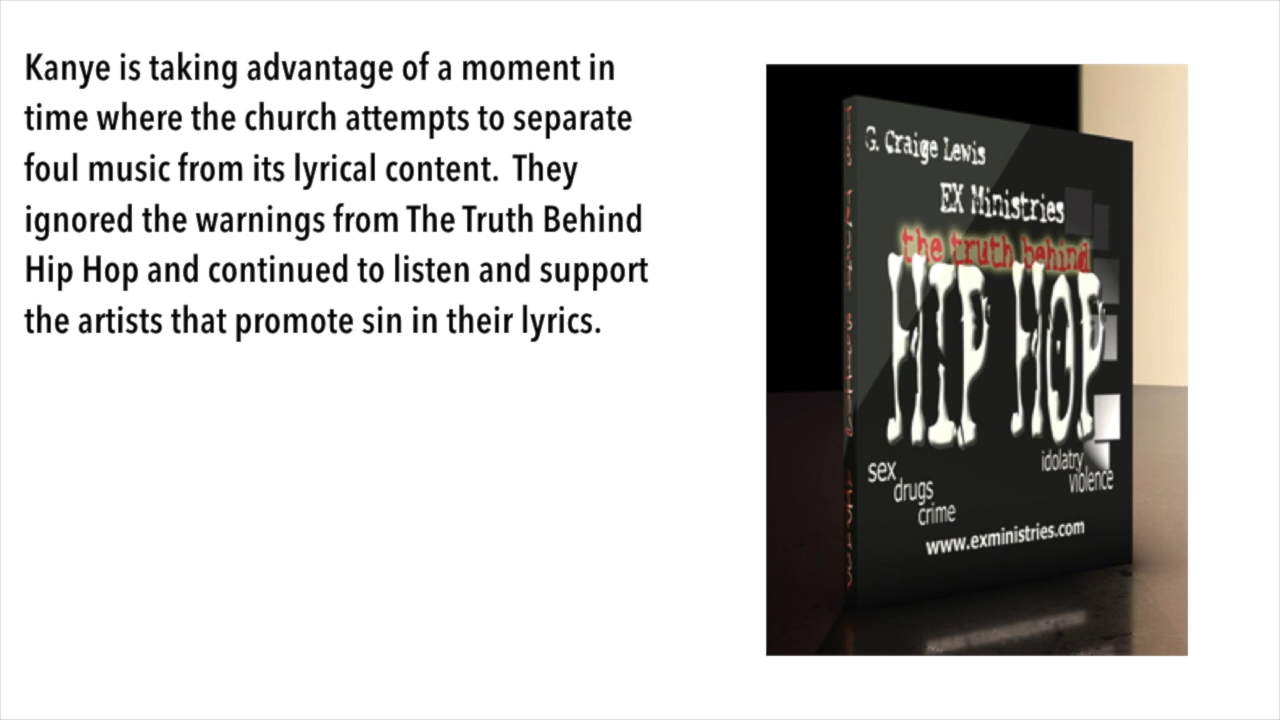 Kanye is taking advantage of a moment in
time where the church attempts to separate
foul music from its lyrical content.  They
ignored the warnings from The Truth Behind
Hip Hop and continued to listen and support
the artists that promote sin in their lyrics.
G. Craige Lewis
EX Ministries
the truth behind
HIP HOP
sex
drugs
crime
idolatry
violence
www.exministries.com